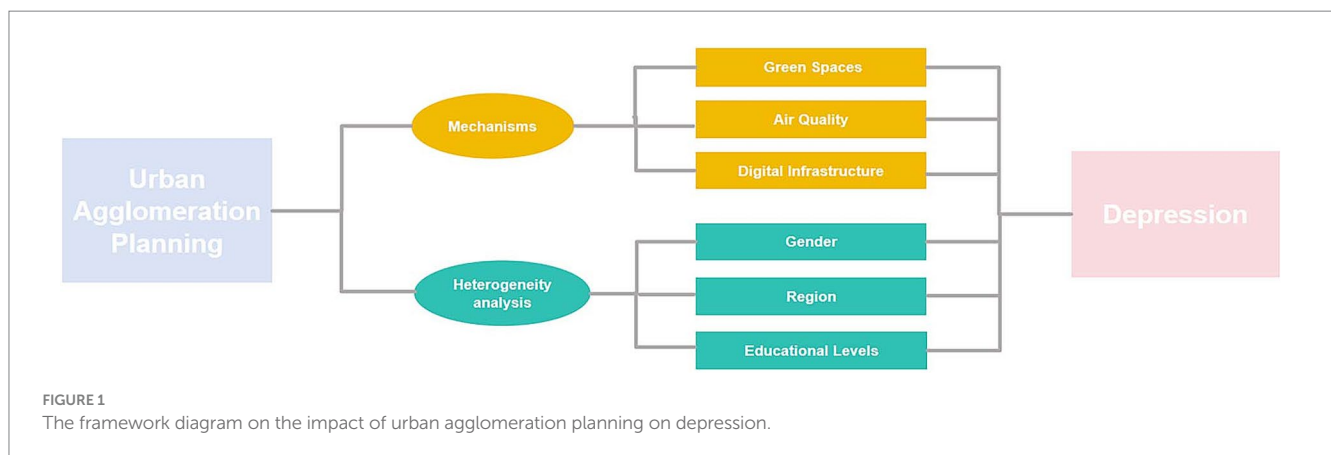 Urban
Agglomeration
Planning
Mechanisms
Heterogeneity
analysis
Green Spaces
Air Quality
Digital Infrastructure
Gender
Region
Educational Levels
Depression
FIGURE 1
The framework diagram on the impact of urban agglomeration planning on depression.